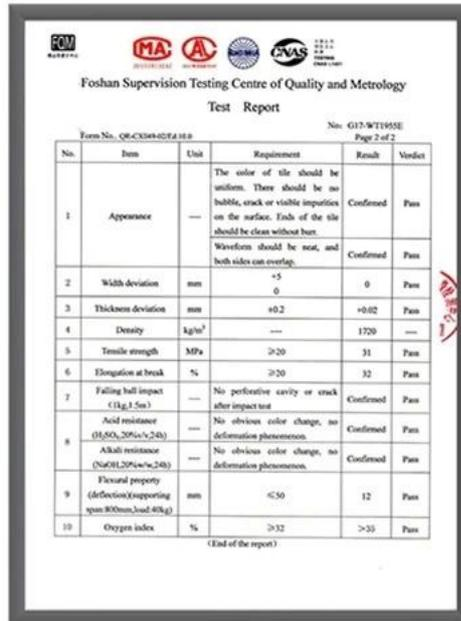 FQM
MA
AL
CNAS
TESTING
Foshan Supervision Testing Centre of Quality and Metrology
Test Report
No: G17-WT1955E
Form No.. QR-CX049-02/Ed.10.0
Page 2 of 2
No. Item Unit Requirement Result Verdict
1 Appearance ---- The color of tile should be uniform. There should be no bubble, crack or visible impurities on the surface. Ends of the tile should be clean without burr. Confirmed Pass
Waveform should be neat, and both sides can overlap. Confirmed Pass
2 Width deviation mm +5 0 0 Pass
3 Thickness deviation mm ±0.2 +0.02 Pass
4 Density kg/m³ ---- 1720 ----
5 Tensile strength MPa ≥20 31 Pass
6 Elongation at break % ≥20 32 Pass
7 Falling ball impact (1kg,1.5m) ---- No perforative cavity or crack after impact test Confirmed Pass
8 Acid resistance (H₂SO₄,20%v/v,24h) ---- No obvious color change, no deformation phenomenon. Confirmed Pass
Alkali resistance (NaOH,20%w/w,24h) ---- No obvious color change, no deformation phenomenon. Confirmed Pass
9 Flexural property (deflection)(supporting span:800mm,load:40kg) mm ≤50 12 Pass
10 Oxygen index % ≥32 >35 Pass
(End of the report)